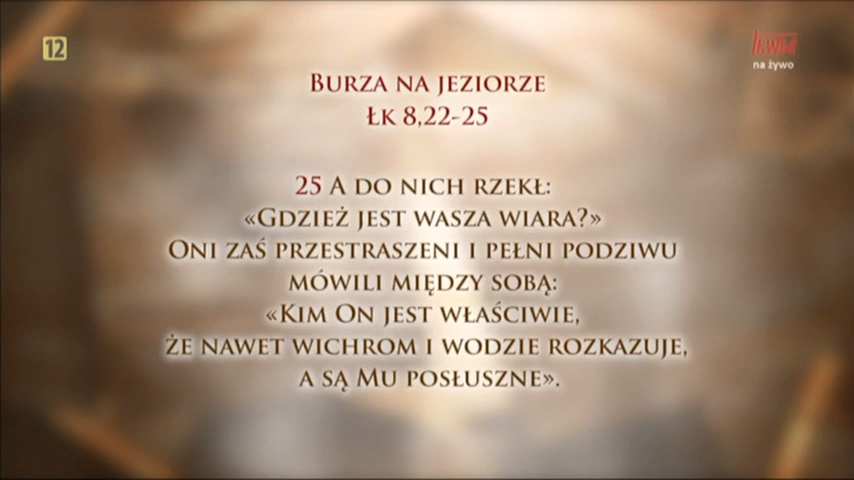 12
TRWAM
na żywo
Burza na jeziorze
Łk 8,22-25
25 A do nich rzekł:
«Gdzież jest wasza wiara?»
Oni zaś przestraszeni i pełni podziwu
mówili między sobą:
«Kim On jest właściwie,
że nawet wichrom i wodzie rozkazuje,
a są Mu posłuszne».